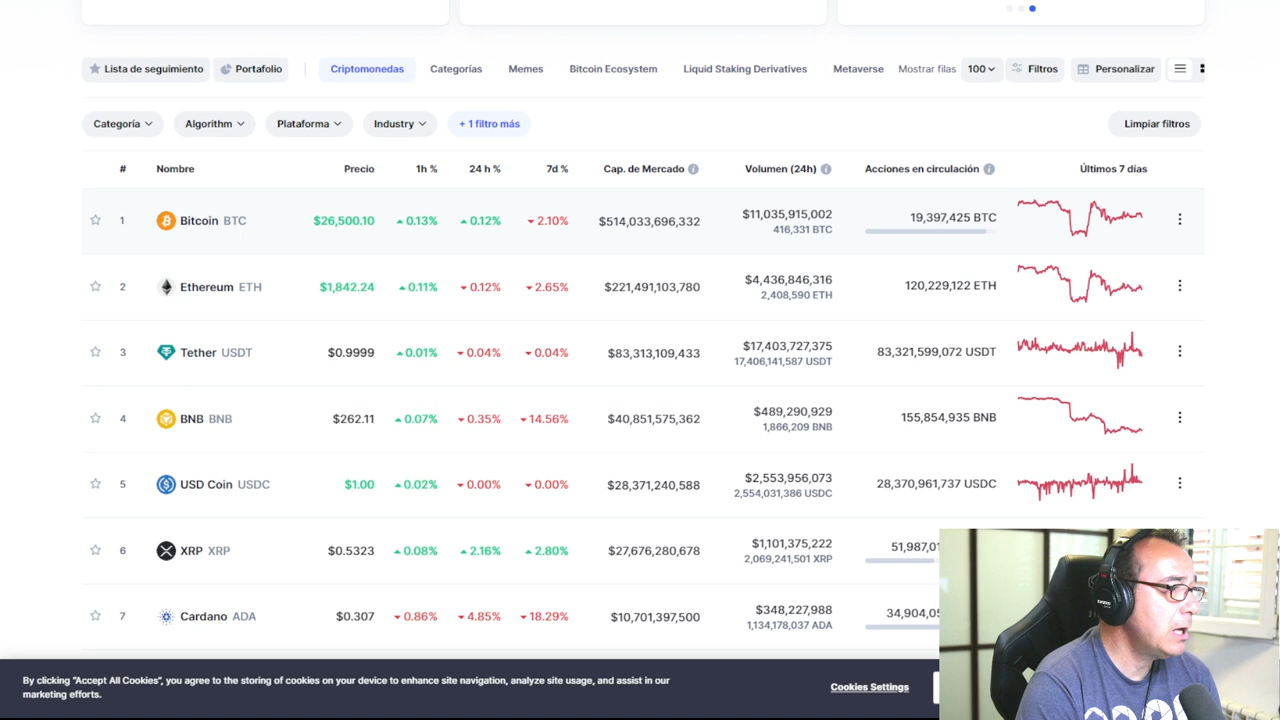 Lista de seguimiento Portafolio Criptomonedas Categorías Memes Bitcoin Ecosystem Liquid Staking Derivatives Metaverse Mostrar filas 100 Filtros Personalizar
Categoría Algorithm Plataforma Industry + 1 filtro más Limpiar filtros
# Nombre Precio 1h % 24 h % 7d % Cap. de Mercado Volumen (24h) Acciones en circulación Últimos 7 días
1 Bitcoin BTC $26,500.10 0.13% 0.12% 2.10% $514,033,696,332 $11,035,915,002 19,397,425 BTC
416,331 BTC
2 Ethereum ETH $1,842.24 0.11% 0.12% 2.65% $221,491,103,780 $4,436,846,316 120,229,122 ETH
2,408,590 ETH
3 Tether USDT $0.9999 0.01% 0.04% 0.04% $83,313,109,433 $17,403,727,375 83,321,599,072 USDT
17,406,141,587 USDT
4 BNB BNB $262.11 0.07% 0.35% 14.56% $40,851,575,362 $489,290,929 155,854,935 BNB
1,866,209 BNB
5 USD Coin USDC $1.00 0.02% 0.00% 0.00% $28,371,240,588 $2,553,956,073 28,370,961,737 USDC
2,554,031,386 USDC
6 XRP XRP $0.5323 0.08% 2.16% 2.80% $27,676,280,678 $1,101,375,222 51,987,01
2,069,241,501 XRP
7 Cardano ADA $0.307 0.86% 4.85% 18.29% $10,701,397,500 $348,227,988 34,904,05
1,134,178,037 ADA
By clicking “Accept All Cookies”, you agree to the storing of cookies on your device to enhance site navigation, analyze site usage, and assist in our
marketing efforts.
Cookies Settings